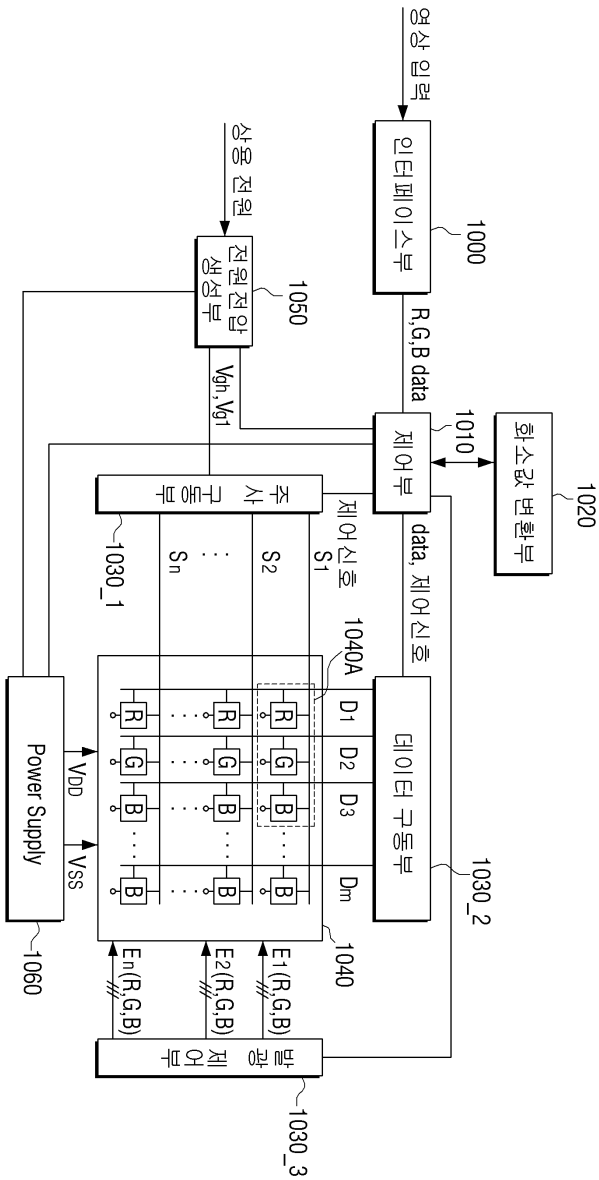 1020
화소값 변환부
1000
1010
1030_2
영상 입력
인터페이스부
R,G,B data
제어부
data, 제어신호
데이터 구동부
제어신호
1040A
D1
D2
D3
Dm
1040
1030_3
상용 전원
1050
전원전압
생성부
Vgh,Vg1
주사 구동부
1030_1
S1
S2
...
Sn
R
G
B
...
B
R
G
B
...
B
R
G
B
...
B
E1(R,G,B)
E2(R,G,B)
En(R,G,B)
발광 제어부
VDD
VSS
Power Supply
1060